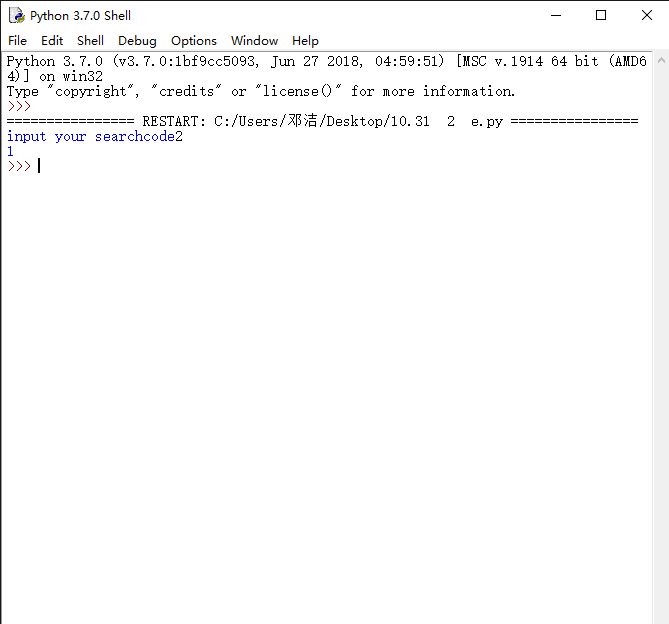 Python 3.7.0 Shell
File Edit Shell Debug Options Window Help
Python 3.7.0 (v3.7.0:1bf9cc5093, Jun 27 2018, 04:59:51) [MSC v.1914 64 bit (AMD6
4)] on win32
Type "copyright", "credits" or "license()" for more information.
>>>
================ RESTART: C:/Users/邓洁/Desktop/10.31  2  e.py ================
input your searchcode2
1
>>>